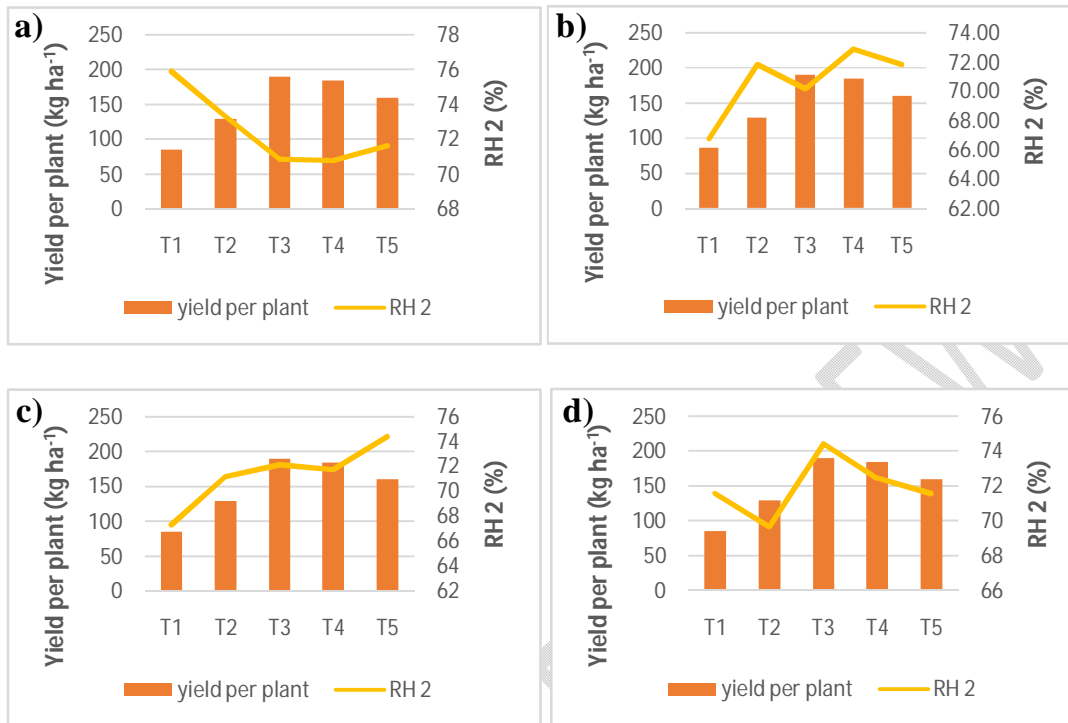 a)
Yield per plant (kg ha⁻¹)
250
200
150
100
50
0
78
76
74
72
70
68
RH 2 (%)
T1 T2 T3 T4 T5
yield per plant RH 2
b)
Yield per plant (kg ha⁻¹)
250
200
150
100
50
0
74.00
72.00
70.00
68.00
66.00
64.00
62.00
RH 2 (%)
T1 T2 T3 T4 T5
yield per plant RH 2
c)
Yield per plant (kg ha⁻¹)
250
200
150
100
50
0
76
74
72
70
68
66
64
62
RH 2 (%)
T1 T2 T3 T4 T5
yield per plant RH 2
d)
Yield per plant (kg ha⁻¹)
250
200
150
100
50
0
76
74
72
70
68
66
RH 2 (%)
T1 T2 T3 T4 T5
yield per plant RH 2